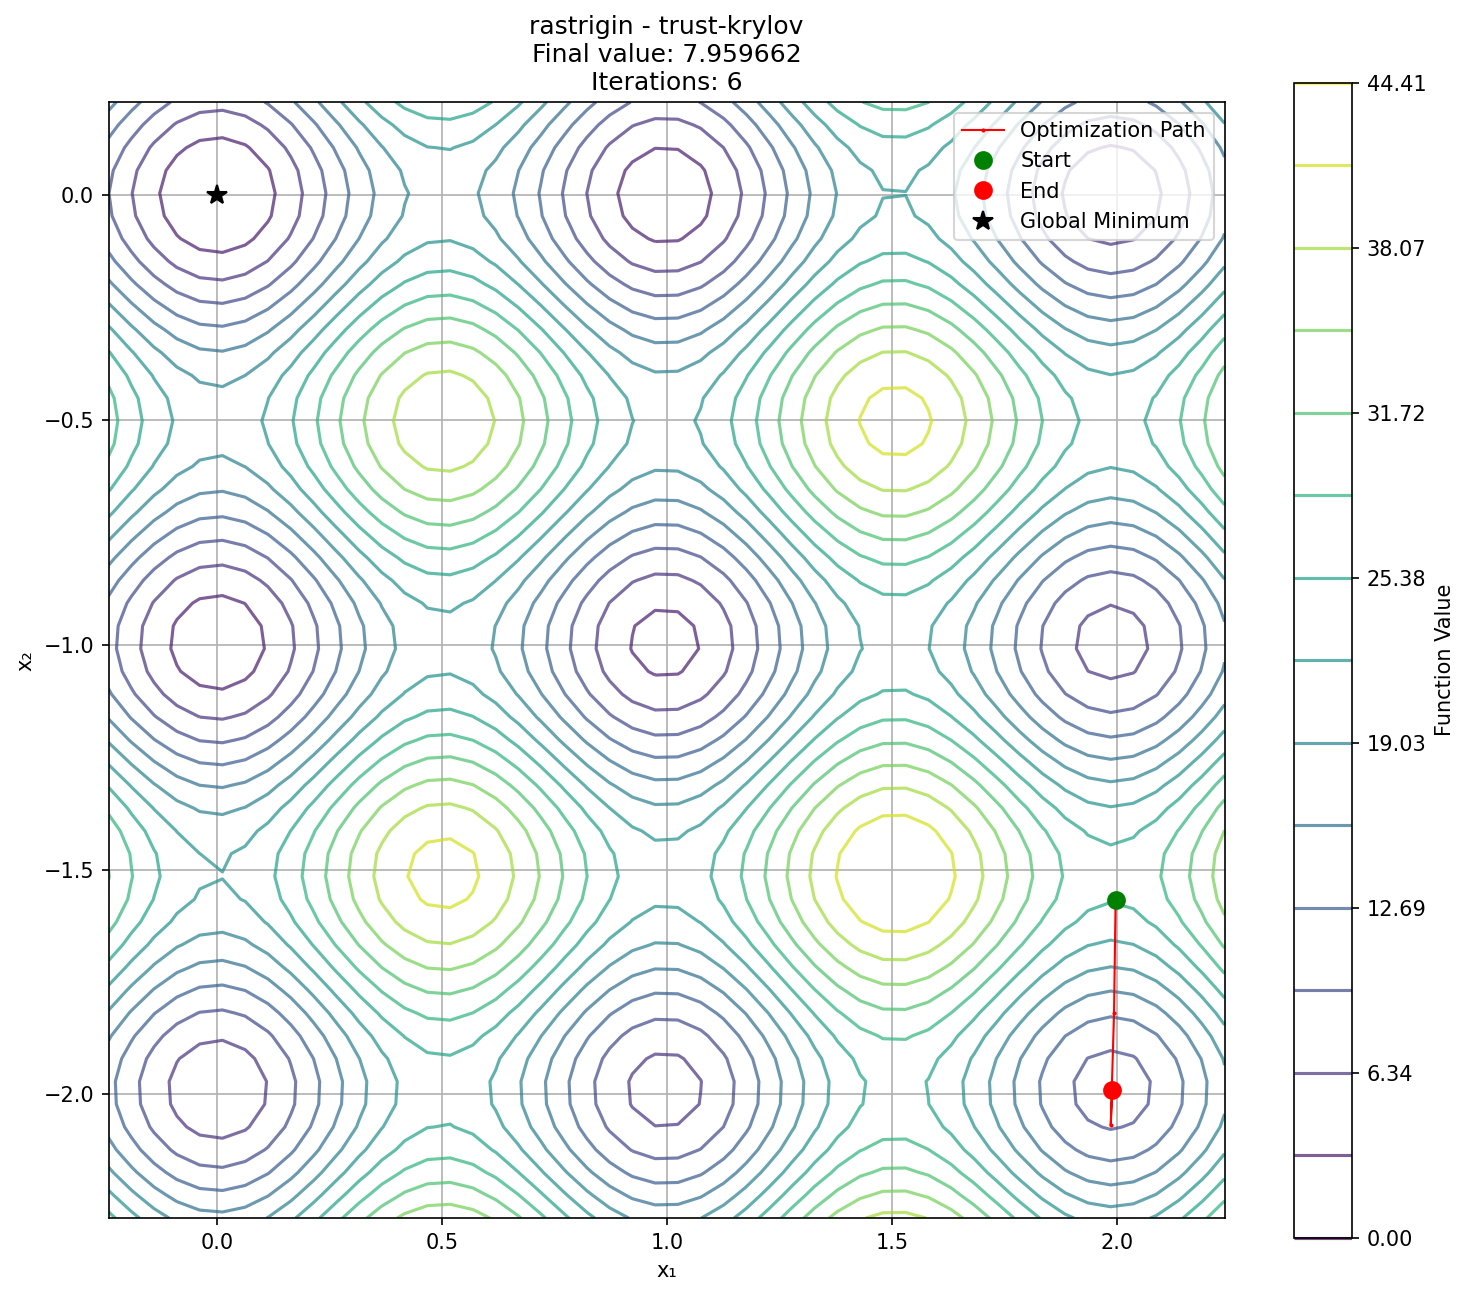 rastrigin - trust-krylov
Final value: 7.959662
Iterations: 6
Optimization Path
Start
End
Global Minimum
0.0
−0.5
−1.0
−1.5
−2.0
x₂
0.0
0.5
1.0
1.5
2.0
x₁
44.41
38.07
31.72
25.38
19.03
12.69
6.34
0.00
Function Value